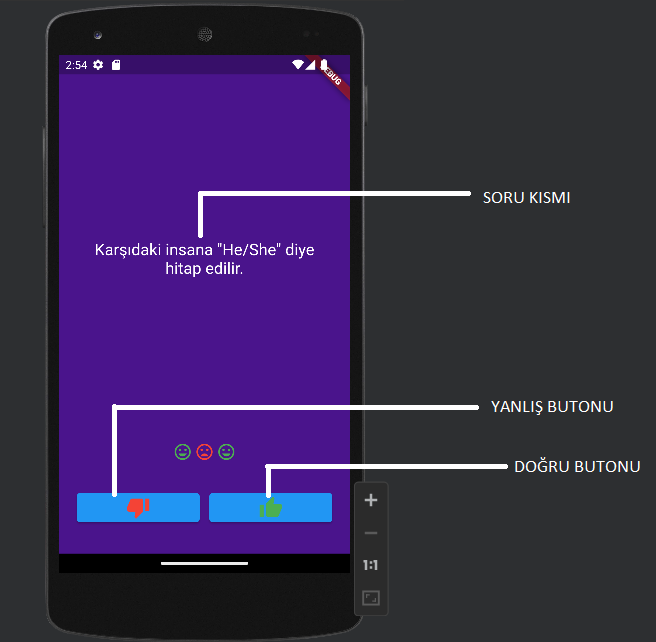 2:54
DEBUG
SORU KISMI
Karşıdaki insana "He/She" diye
hitap edilir.
YANLIŞ BUTONU
DOĞRU BUTONU
1:1